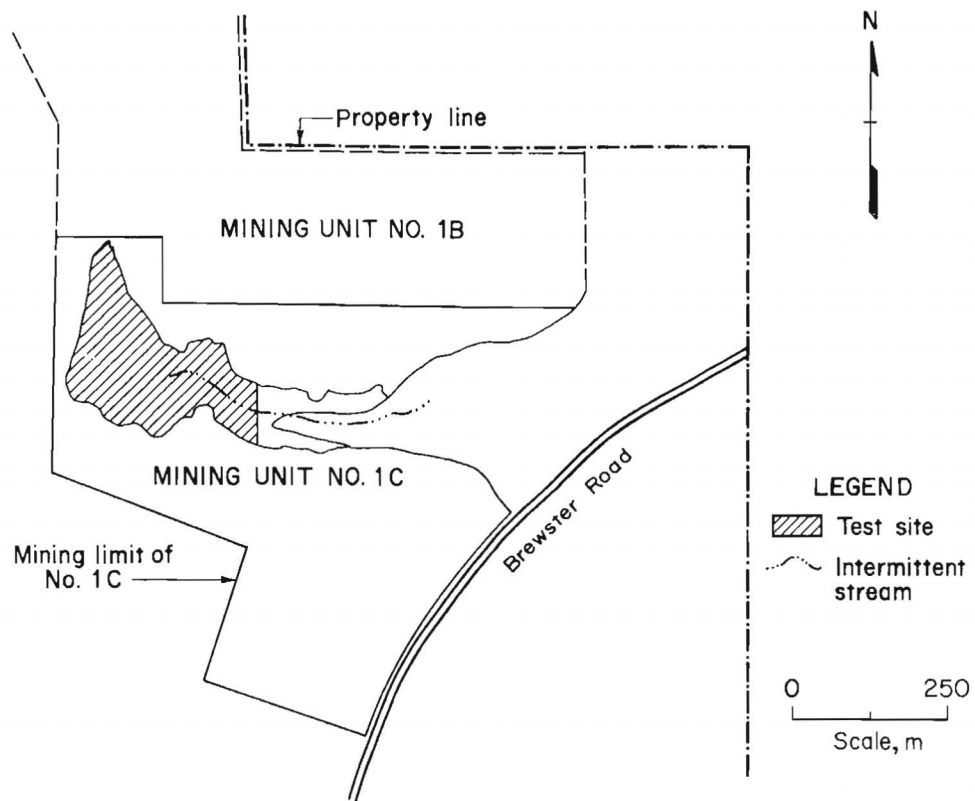 N
Property line
MINING UNIT NO. 1B
MINING UNIT NO. 1C
Brewster Road
Mining limit of
No. 1C
LEGEND
Test site
Intermittent
stream
0 250
Scale, m